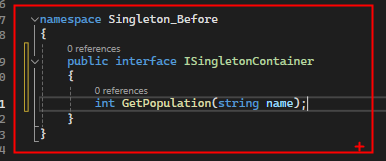 namespace Singleton_Before
{
0 references
public interface ISingletonContainer
{
0 references
int GetPopulation(string name);
}
}